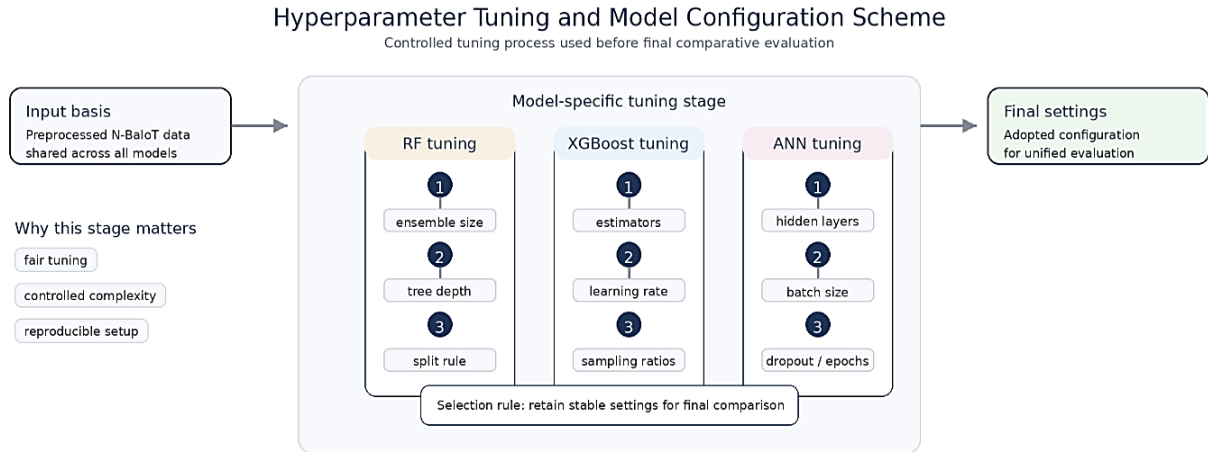 Hyperparameter Tuning and Model Configuration Scheme
Controlled tuning process used before final comparative evaluation
Input basis
Preprocessed N-BaIoT data
shared across all models
Why this stage matters
fair tuning
controlled complexity
reproducible setup
Model-specific tuning stage
RF tuning
1
ensemble size
2
tree depth
3
split rule
XGBoost tuning
1
estimators
2
learning rate
3
sampling ratios
ANN tuning
1
hidden layers
2
batch size
3
dropout / epochs
Selection rule: retain stable settings for final comparison
Final settings
Adopted configuration
for unified evaluation